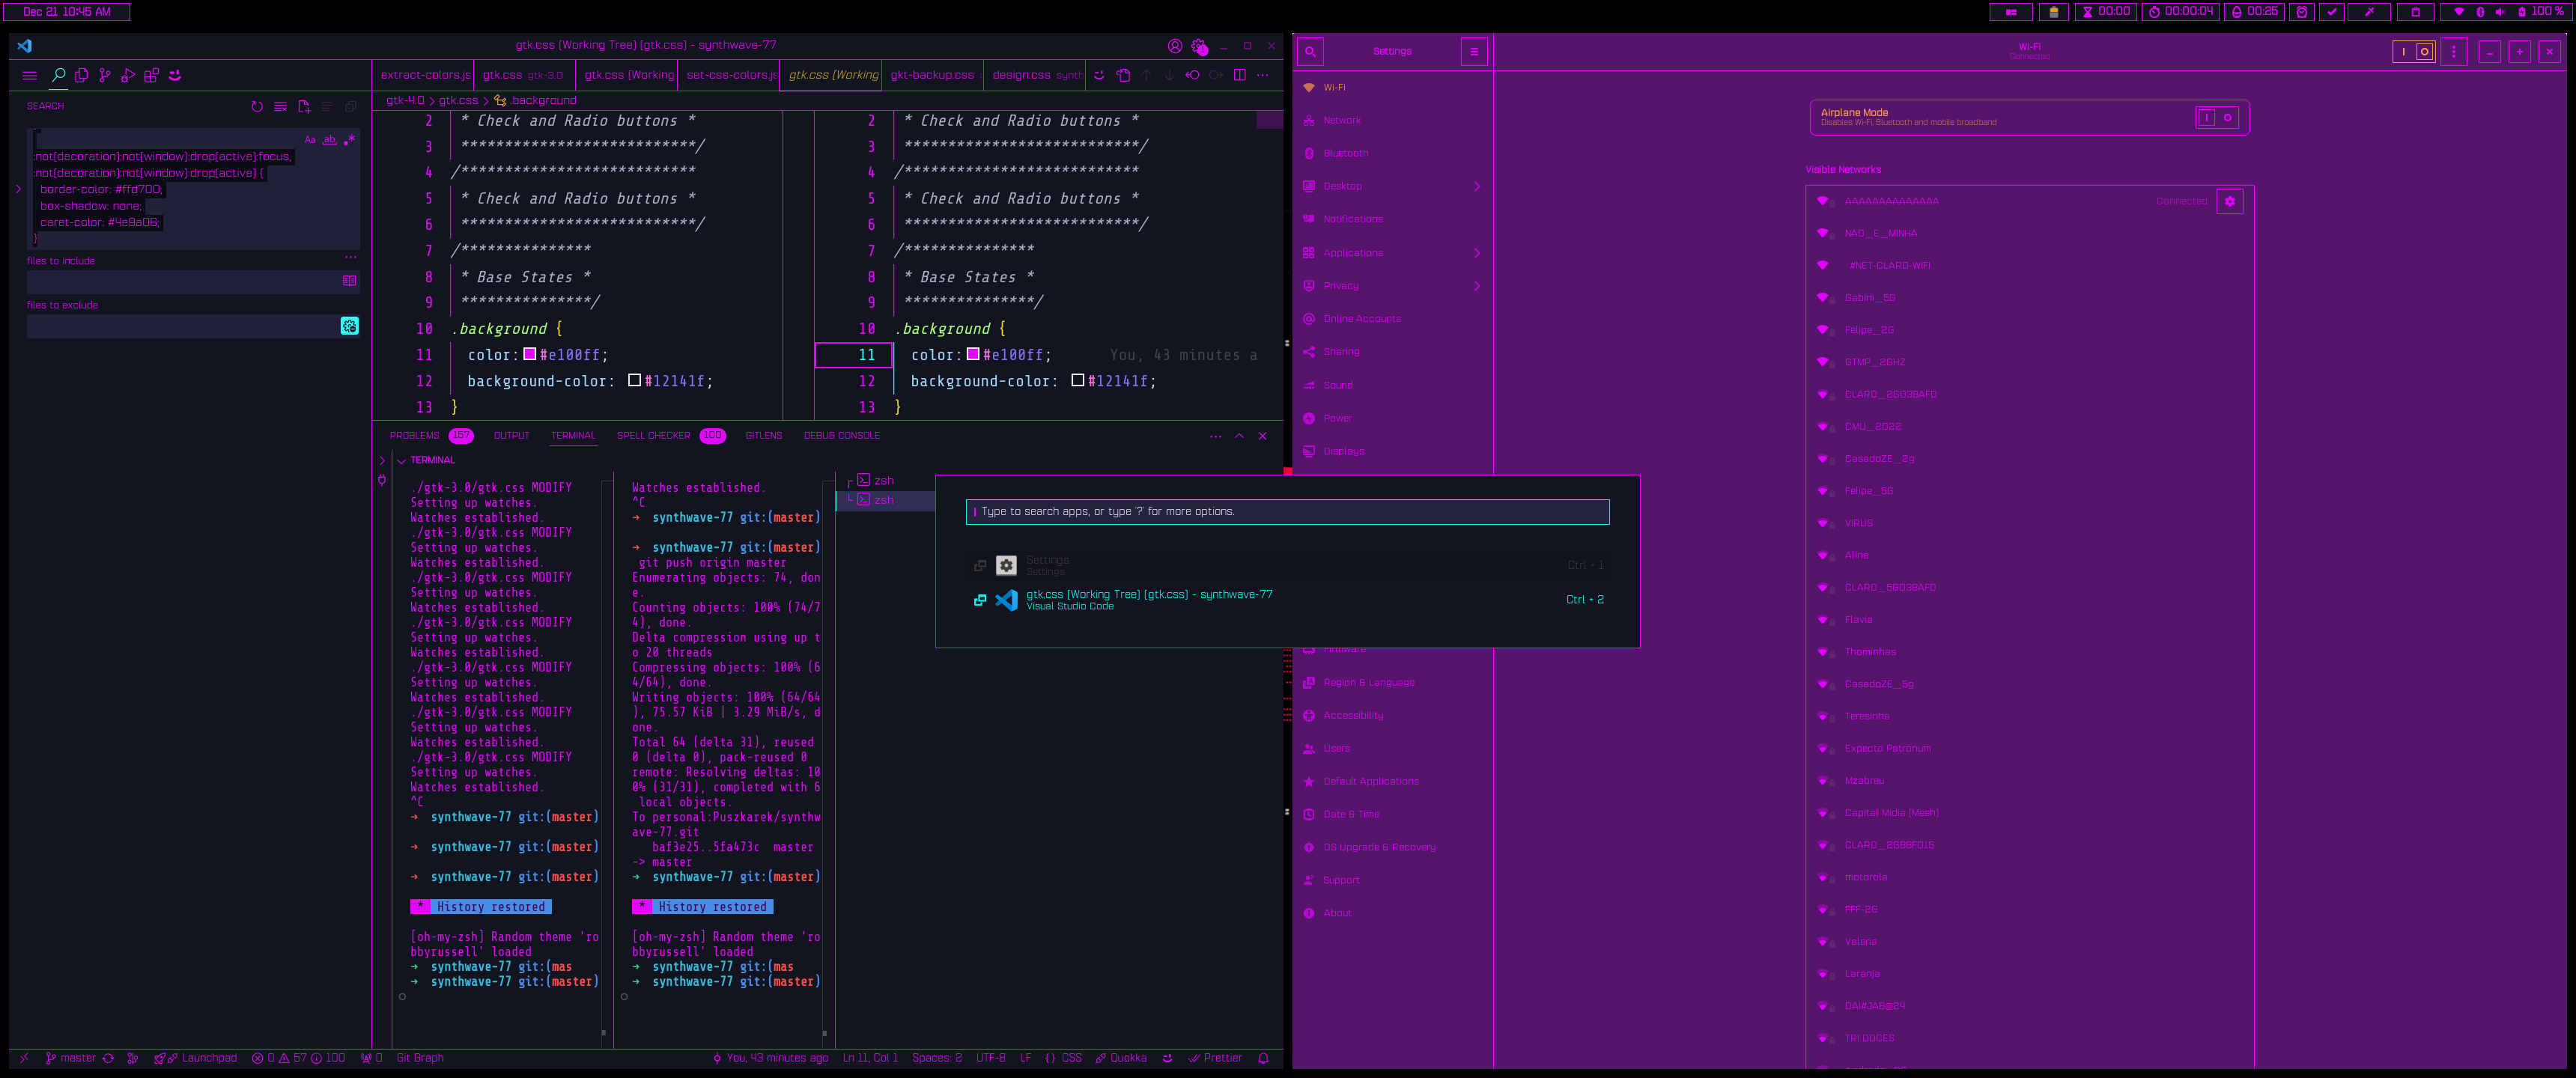 Dec 21 10:45 AM
00:00
00:00:04
00:25
100 %
gtk.css (Working Tree) (gtk.css) - synthwave-77
extract-colors.js
gtk.css gtk-3.0
gtk.css (Working
set-css-colors.js
gtk.css (Working
gkt-backup.css
design.css synth
SEARCH
gtk-4.0 > gtk.css > .background
Aa ab .*
:not(decoration):not(window):drop(active):focus,
:not(decoration):not(window):drop(active) {
border-color: #ffd700;
box-shadow: none;
caret-color: #4e9a06;
}
files to include
files to exclude
2 * Check and Radio buttons *
3 ***************************/
4 /***************************
5 * Check and Radio buttons *
6 ***************************/
7 /***************
8 * Base States *
9 ***************/
10 .background {
11 color: #e100ff;
12 background-color: #12141f;
13 }
2 * Check and Radio buttons *
3 ***************************/
4 /***************************
5 * Check and Radio buttons *
6 ***************************/
7 /***************
8 * Base States *
9 ***************/
10 .background {
11 color: #e100ff; You, 43 minutes a
12 background-color: #12141f;
13 }
PROBLEMS 157 OUTPUT TERMINAL SPELL CHECKER 100 GITLENS DEBUG CONSOLE
TERMINAL
./gtk-3.0/gtk.css MODIFY
Setting up watches.
Watches established.
./gtk-3.0/gtk.css MODIFY
Setting up watches.
Watches established.
./gtk-3.0/gtk.css MODIFY
Setting up watches.
Watches established.
./gtk-3.0/gtk.css MODIFY
Setting up watches.
Watches established.
./gtk-3.0/gtk.css MODIFY
Setting up watches.
Watches established.
./gtk-3.0/gtk.css MODIFY
Setting up watches.
Watches established.
./gtk-3.0/gtk.css MODIFY
Setting up watches.
Watches established.
^C
→ synthwave-77 git:(master)
→ synthwave-77 git:(master)
→ synthwave-77 git:(master)
* History restored
[oh-my-zsh] Random theme 'ro
bbyrussell' loaded
→ synthwave-77 git:(mas
→ synthwave-77 git:(master)
Watches established.
^C
→ synthwave-77 git:(master)
→ synthwave-77 git:(master)
git push origin master
Enumerating objects: 74, don
e.
Counting objects: 100% (74/7
4), done.
Delta compression using up t
o 20 threads
Compressing objects: 100% (6
4/64), done.
Writing objects: 100% (64/64
), 75.57 KiB | 3.29 MiB/s, d
one.
Total 64 (delta 31), reused
0 (delta 0), pack-reused 0
remote: Resolving deltas: 10
0% (31/31), completed with 6
local objects.
To personal:Puszkarek/synthw
ave-77.git
baf3e25..5fa473c master
-> master
→ synthwave-77 git:(master)
* History restored
[oh-my-zsh] Random theme 'ro
bbyrussell' loaded
→ synthwave-77 git:(mas
→ synthwave-77 git:(master)
zsh
zsh
Type to search apps, or type '?' for more options.
Settings
Settings
Ctrl + 1
gtk.css (Working Tree) (gtk.css) - synthwave-77
Visual Studio Code
Ctrl + 2
master
Launchpad
0 57 100
0
Git Graph
You, 43 minutes ago
Ln 11, Col 1
Spaces: 2
UTF-8
LF
{} CSS
Quokka
Prettier
Settings
Wi-Fi
Connected
Wi-Fi
Network
Bluetooth
Desktop
Notifications
Applications
Privacy
Online Accounts
Sharing
Sound
Power
Displays
Firmware
Region & Language
Accessibility
Users
Default Applications
Date & Time
OS Upgrade & Recovery
Support
About
Airplane Mode
Disables Wi-Fi, Bluetooth and mobile broadband
Visible Networks
AAAAAAAAAAAAAA Connected
NAO_E_MINHA
#NET-CLARO-WIFI
Gabini_5G
Felipe_2G
GTMP_2GHZ
CLARO_2G038AFD
CMU_2022
CasadoZE_2g
Felipe_5G
VIRUS
Aline
CLARO_5G038AFD
Flavia
Thominhas
CasadoZE_5g
Teresinha
Expecto Patronum
Mzabreu
Capital Midia (Mesh)
CLARO_2GBBF015
motorola
FFF-2G
Valeria
Laranja
DAI#JAB@24
TRI DOCES